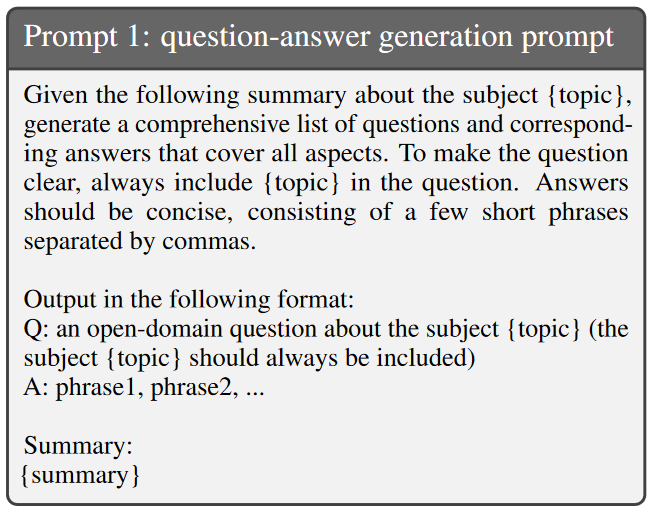 Prompt 1: question-answer generation prompt
Given the following summary about the subject {topic},
generate a comprehensive list of questions and correspond-
ing answers that cover all aspects. To make the question
clear, always include {topic} in the question. Answers
should be concise, consisting of a few short phrases
separated by commas.
Output in the following format:
Q: an open-domain question about the subject {topic} (the
subject {topic} should always be included)
A: phrase1, phrase2, ...
Summary:
{summary}